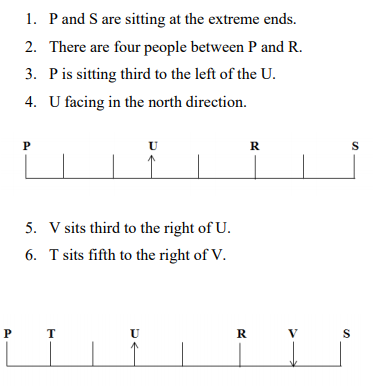 1. P and S are sitting at the extreme ends.
2. There are four people between P and R.
3. P is sitting third to the left of the U.
4. U facing in the north direction.
P U R S
5. V sits third to the right of U.
6. T sits fifth to the right of V.
P T U R V S